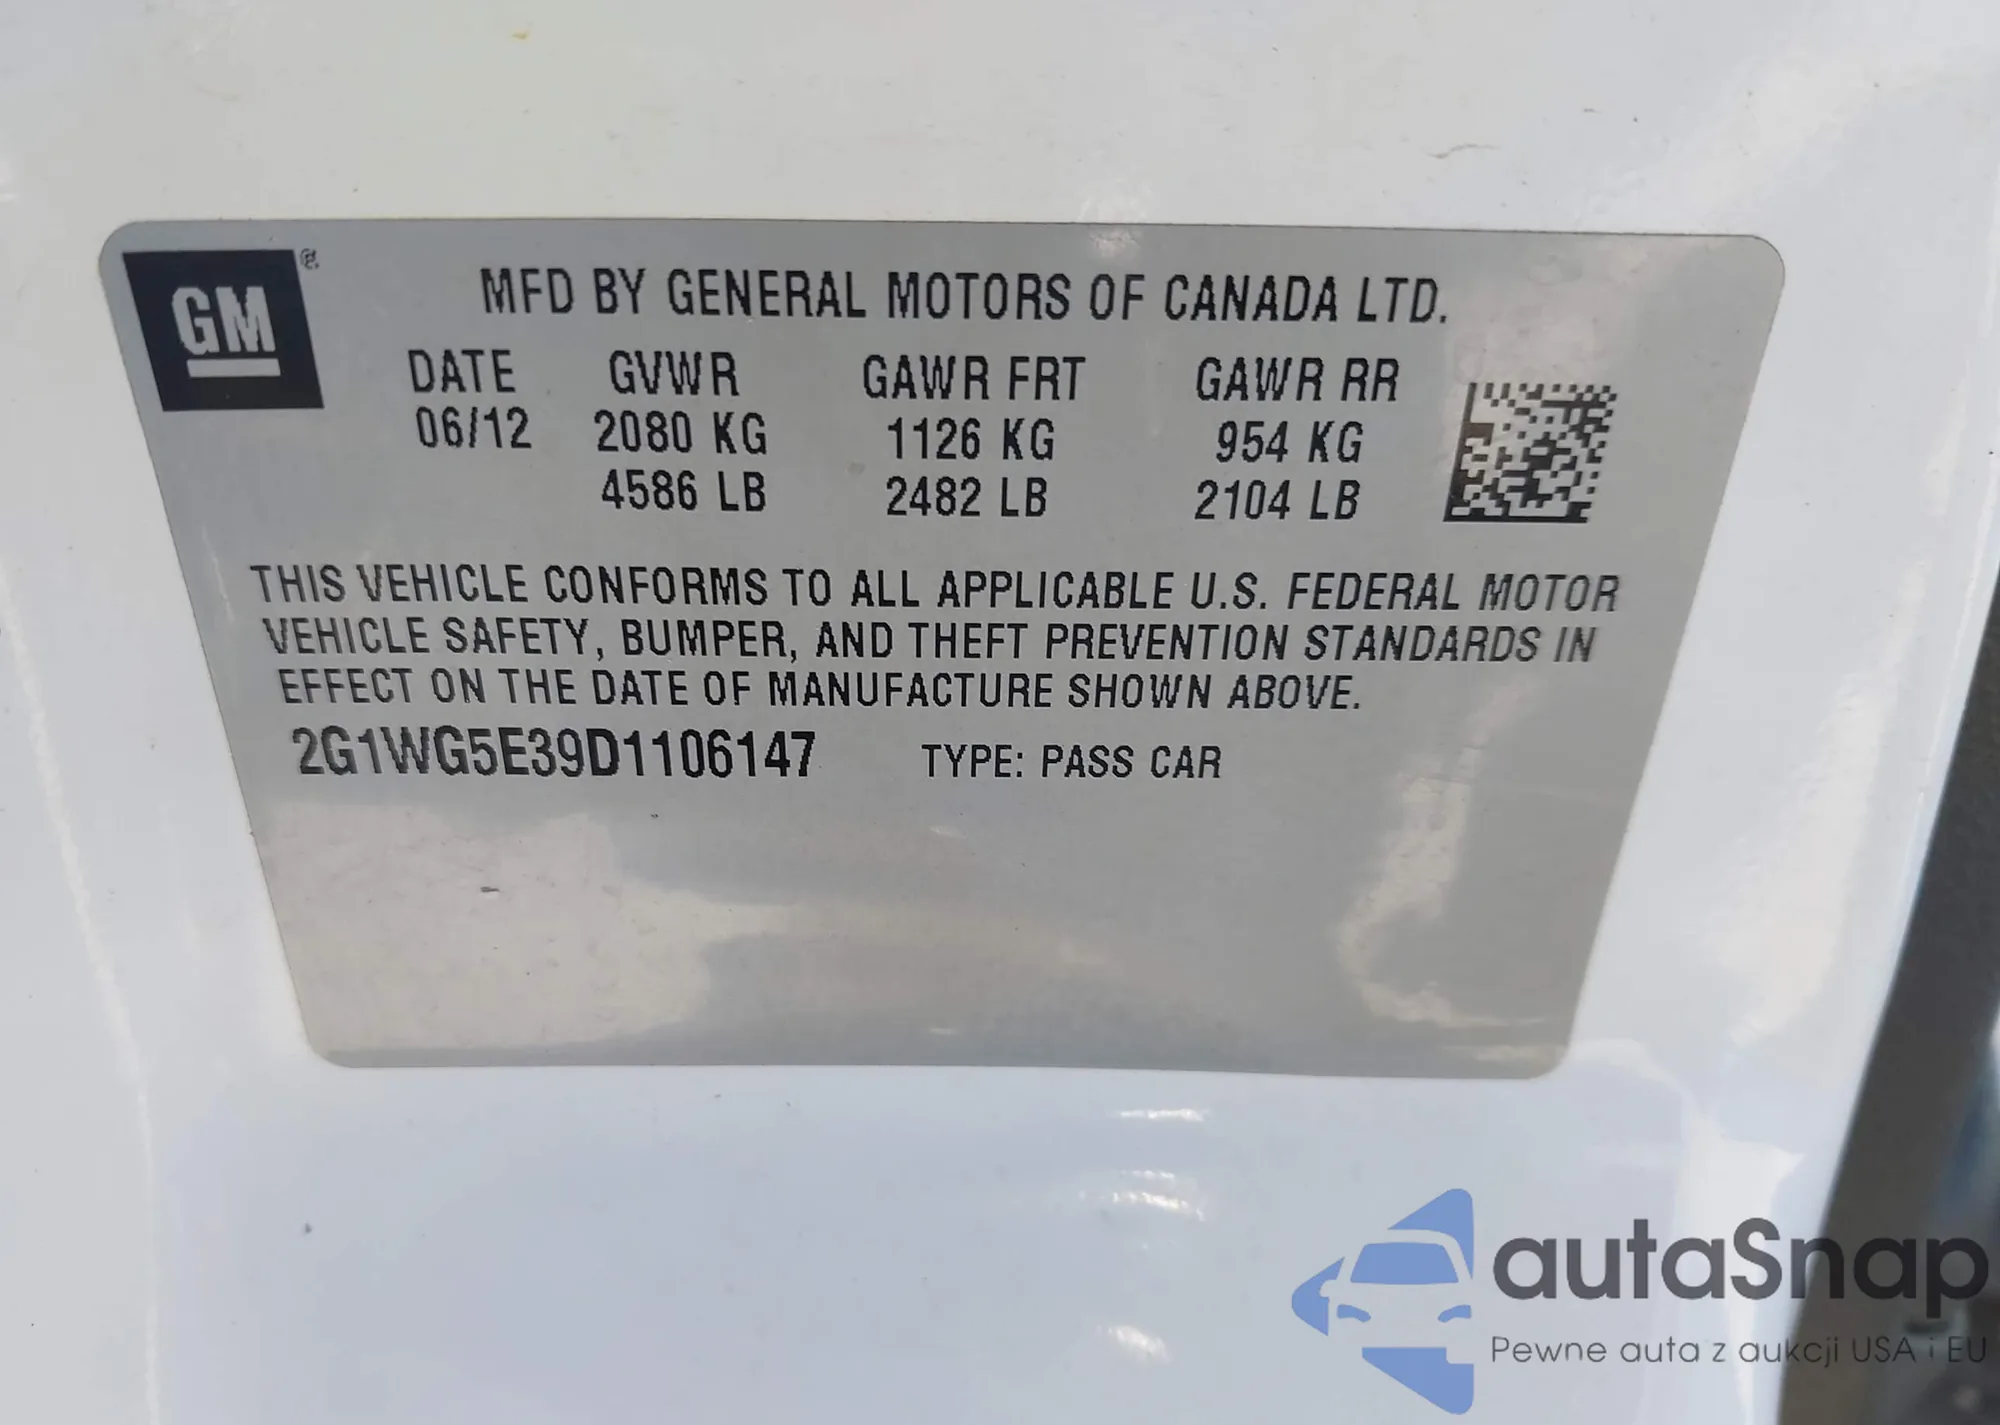 GM
MFD BY GENERAL MOTORS OF CANADA LTD.
DATE GVWR GAWR FRT GAWR RR
06/12 2080 KG 1126 KG 954 KG
4586 LB 2482 LB 2104 LB
THIS VEHICLE CONFORMS TO ALL APPLICABLE U.S. FEDERAL MOTOR
VEHICLE SAFETY, BUMPER, AND THEFT PREVENTION STANDARDS IN
EFFECT ON THE DATE OF MANUFACTURE SHOWN ABOVE.
2G1WG5E39D1106147 TYPE: PASS CAR
autaSnap
Pewne auta z aukcji USA i EU